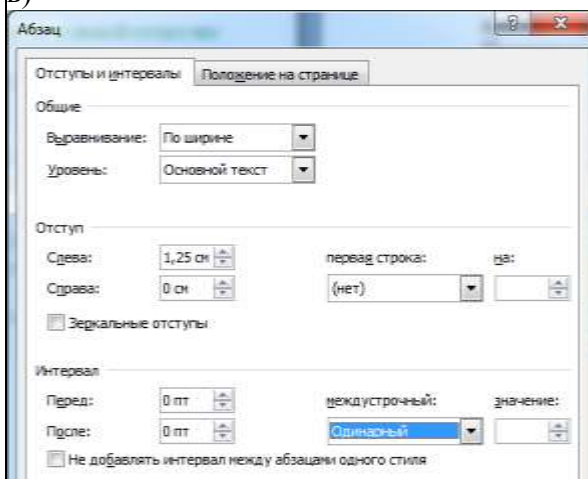 В)
Абзац
Отступы и интервалы Положение на странице
Общие
Выравнивание: По ширине
Уровень: Основной текст
Отступ
Слева: 1,25 см первая строка: на:
Справа: 0 см (нет)
Зеркальные отступы
Интервал
Перед: 0 пт междустрочный: значение:
После: 0 пт Одинарный
Не добавлять интервал между абзацами одного стиля